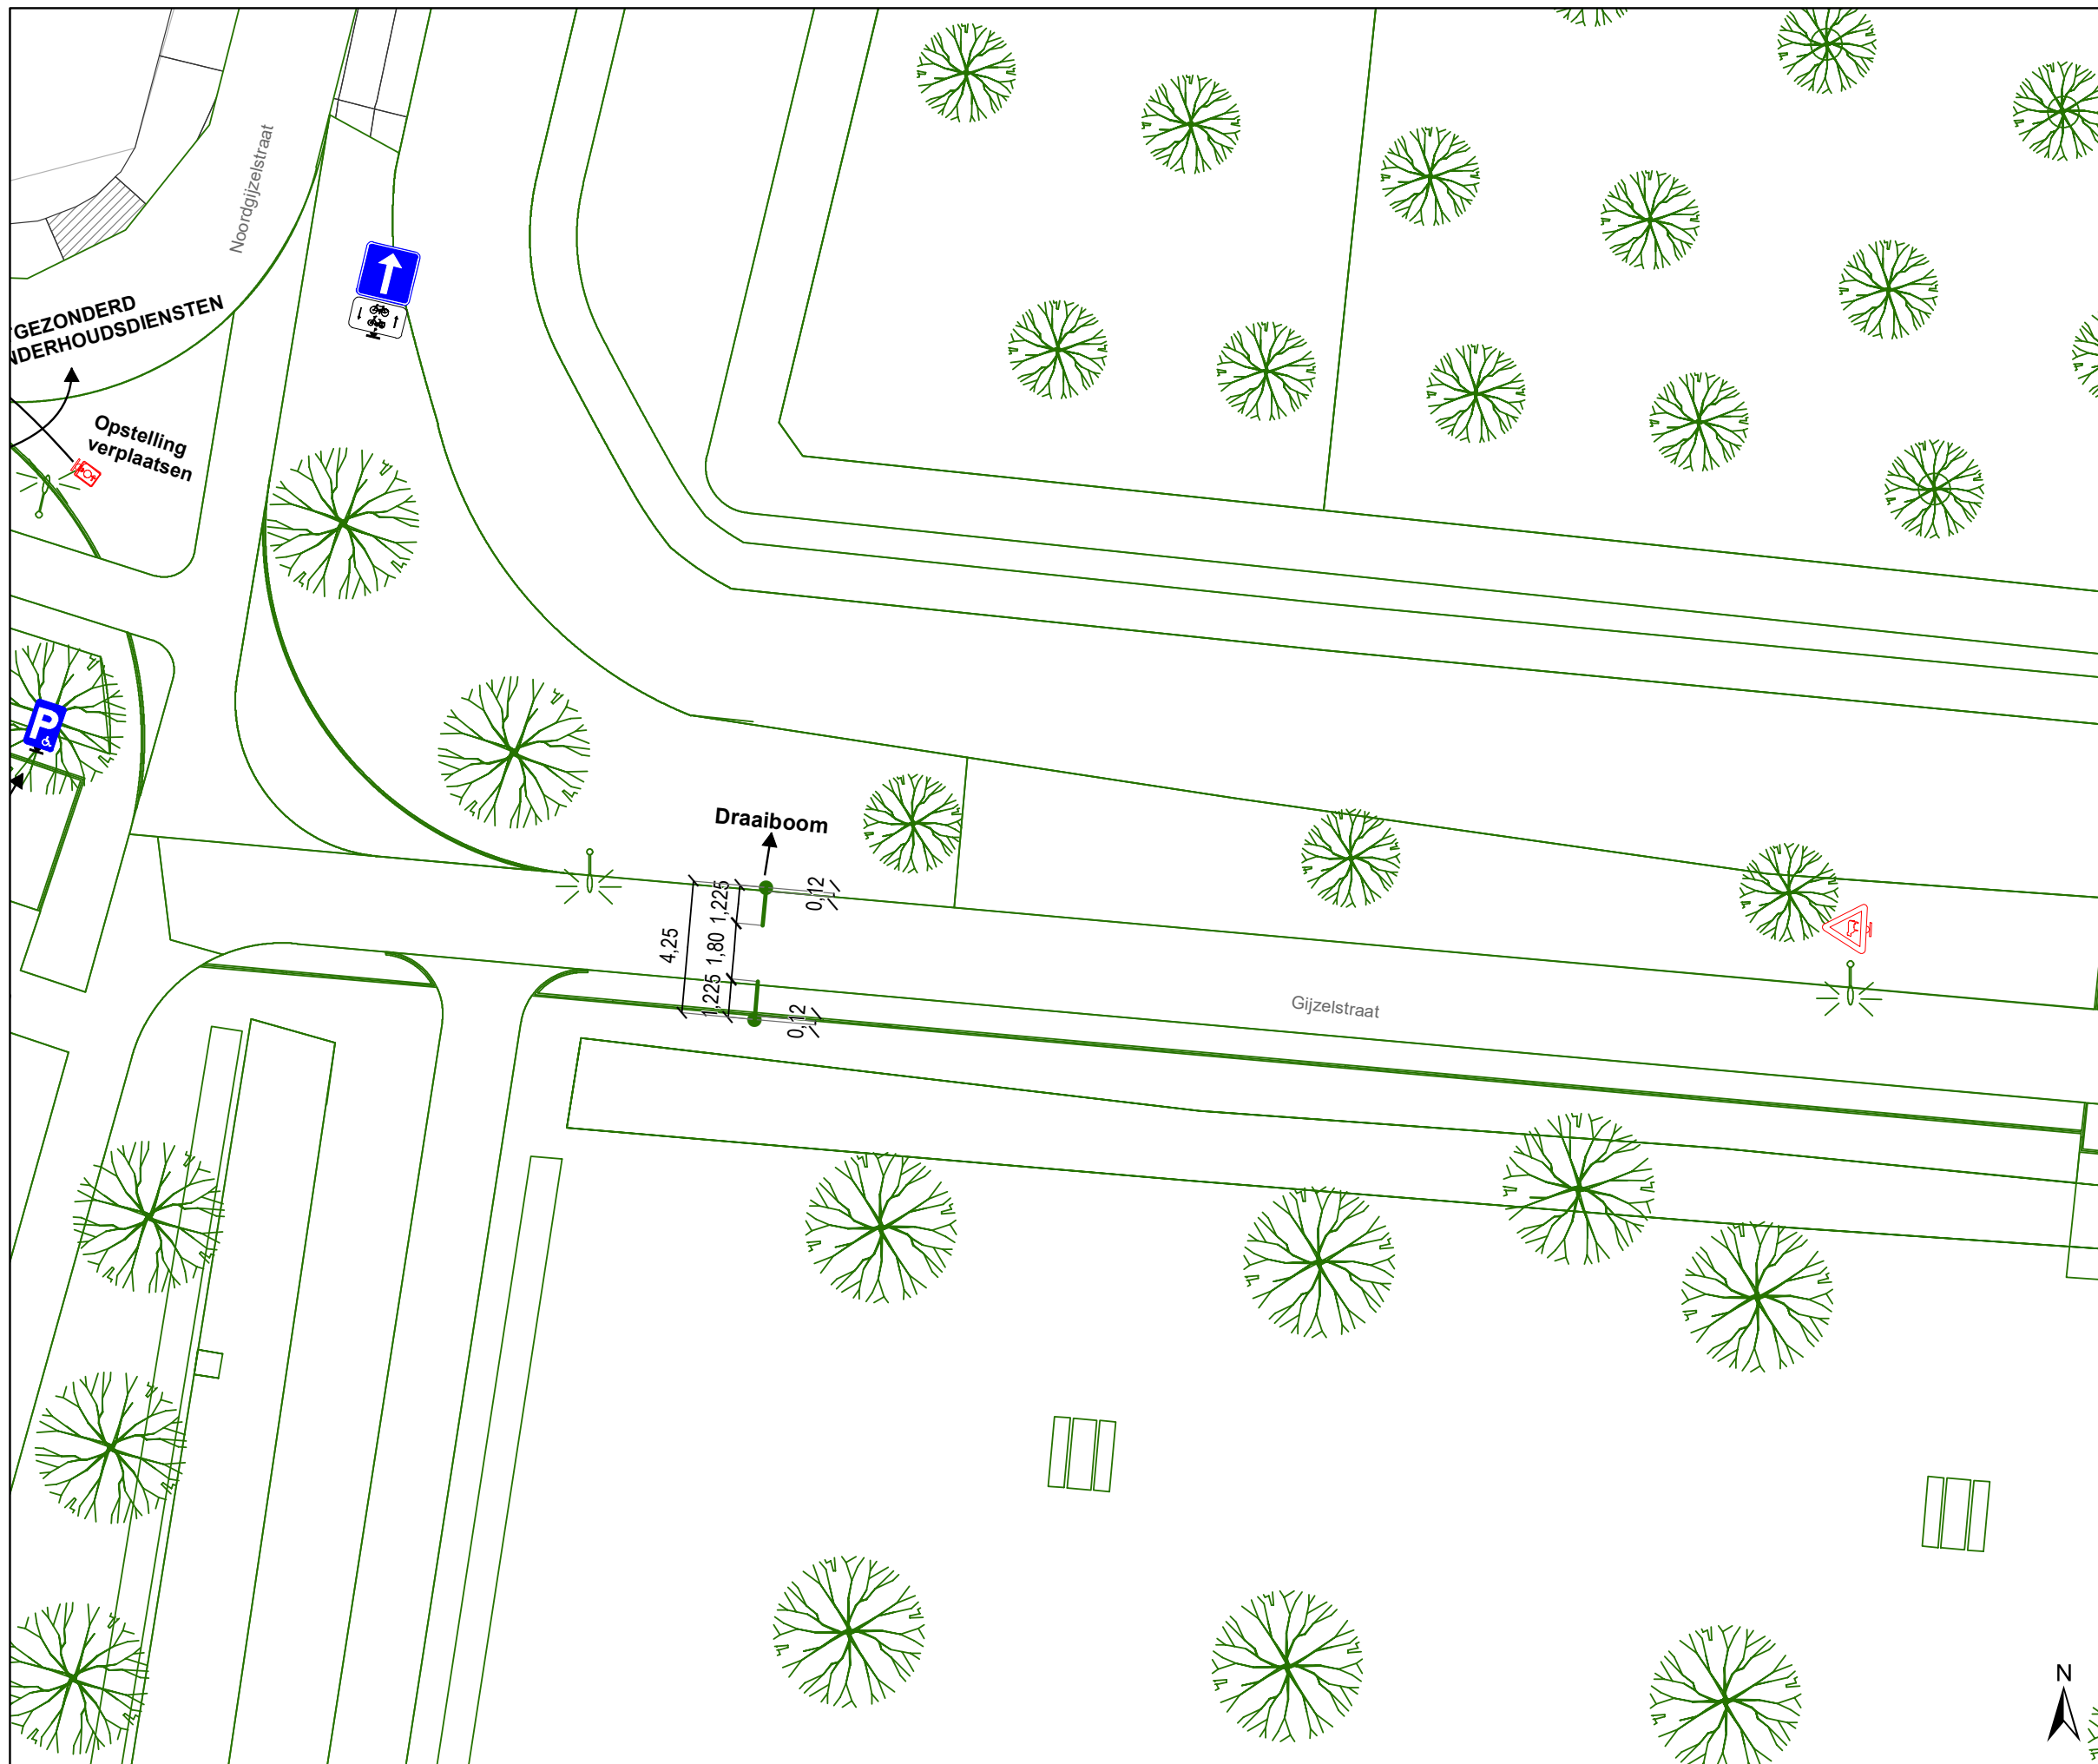 Noordgijzelstraat
GEZONDERD
NDERHOUDSDIENSTEN
Opstelling
verplaatsen
P
Draaiboom
0,12
1,225
4,25
1,80
1,225
0,12
Gijzelstraat
N